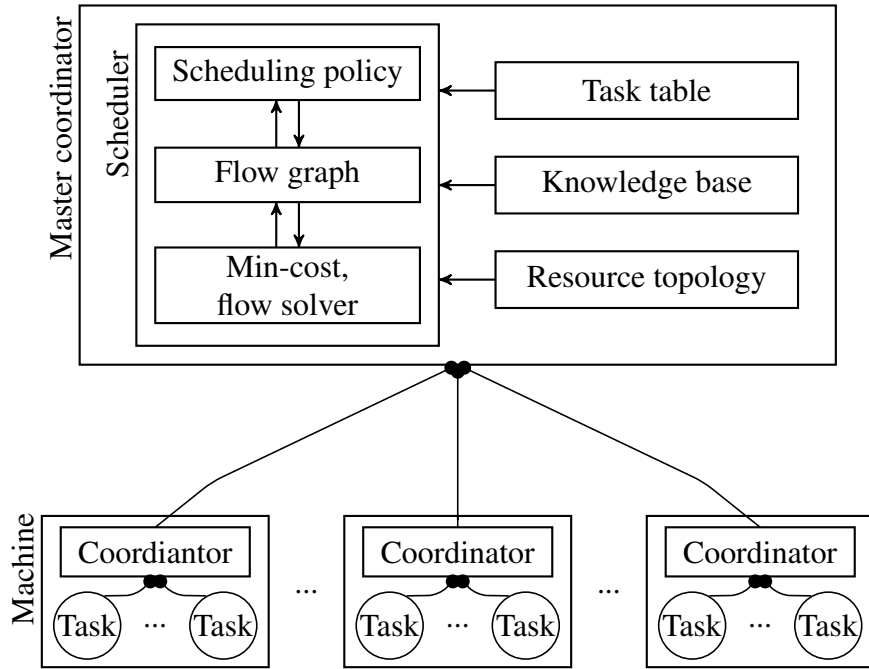 Master coordinator
Scheduler
Scheduling policy
Task table
Flow graph
Knowledge base
Min-cost,
flow solver
Resource topology
Machine
Coordiantor
Coordinator
Coordinator
...
...
Task
...
Task
Task
...
Task
Task
...
Task